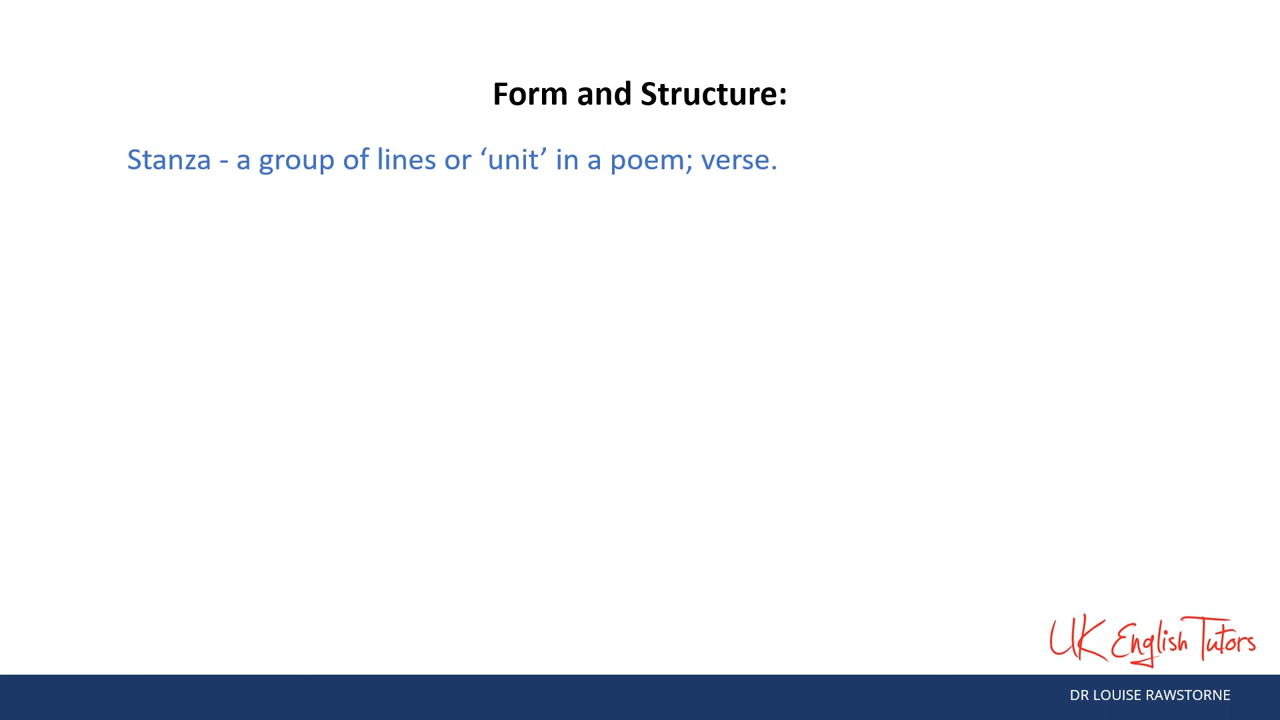 Form and Structure:
Stanza - a group of lines or ‘unit’ in a poem; verse.
UK English Tutors
DR LOUISE RAWSTORNE